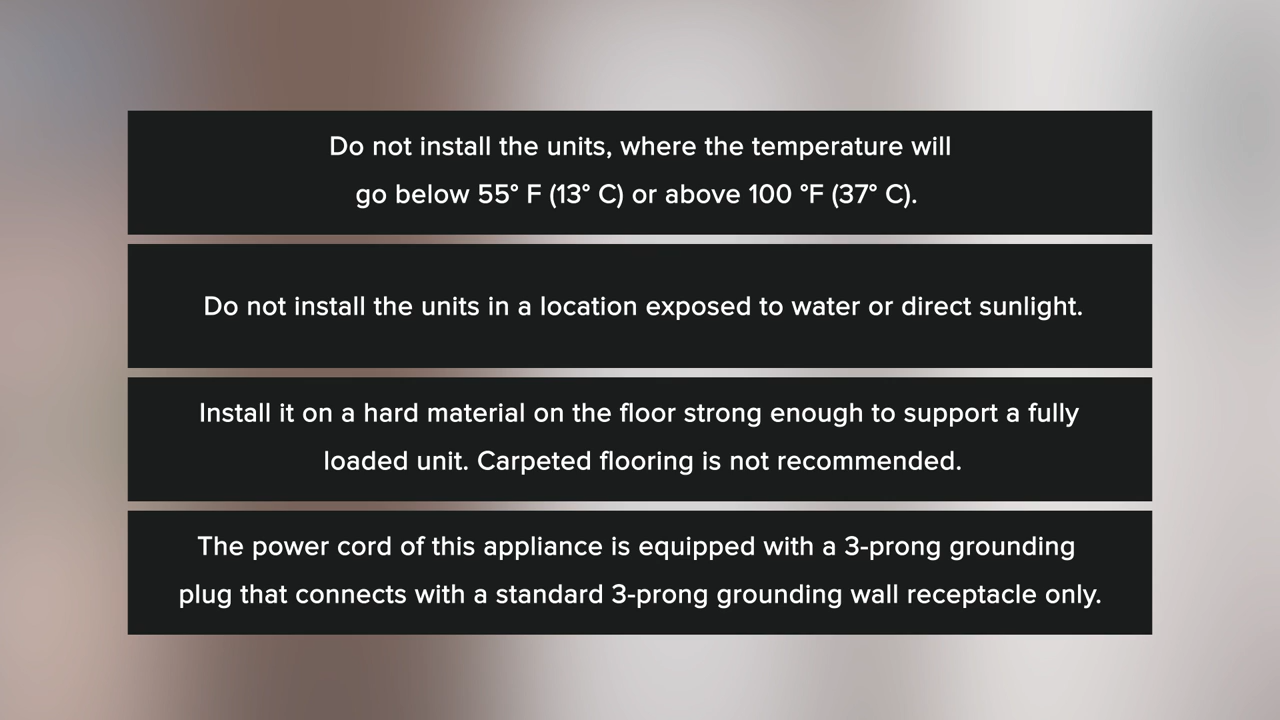 Do not install the units, where the temperature will
go below 55° F (13° C) or above 100 °F (37° C).
Do not install the units in a location exposed to water or direct sunlight.
Install it on a hard material on the floor strong enough to support a fully
loaded unit. Carpeted flooring is not recommended.
The power cord of this appliance is equipped with a 3-prong grounding
plug that connects with a standard 3-prong grounding wall receptacle only.